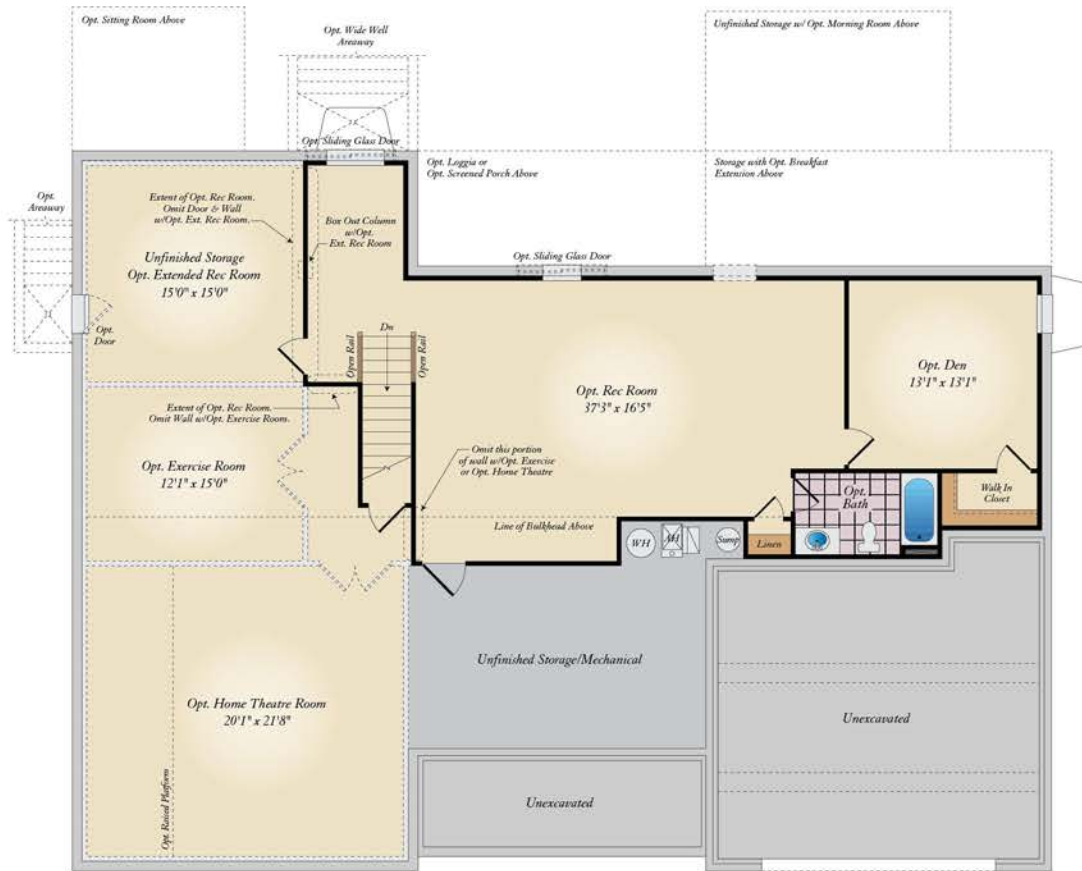 Opt. Sitting Room Above
Opt. Wide Well
Areaway
Unfinished Storage w/ Opt. Morning Room Above
Opt. Sliding Glass Door
Opt. Loggia or
Opt. Screened Porch Above
Storage with Opt. Breakfast
Extension Above
Opt.
Areaway
Extent of Opt. Rec Room.
Omit Door & Wall
w/Opt. Ext. Rec Room.
Box Out Column
w/Opt.
Ext. Rec Room
Unfinished Storage
Opt. Extended Rec Room
15'0" x 15'0"
Opt. Sliding Glass Door
Opt.
Door
Dn
Open Rail
Open Rail
Opt. Rec Room
37'3" x 16'5"
Opt. Den
13'1" x 13'1"
Extent of Opt. Rec Room.
Omit Wall w/Opt. Exercise Room.
Opt. Exercise Room
12'1" x 15'0"
Omit this portion
of wall w/Opt. Exercise
or Opt. Home Theatre
Opt.
Bath
Walk In
Closet
Line of Bulkhead Above
WH
AH
Sump
Linen
Unfinished Storage/Mechanical
Opt. Home Theatre Room
20'1" x 21'8"
Unexcavated
Opt. Raised Platform
Unexcavated